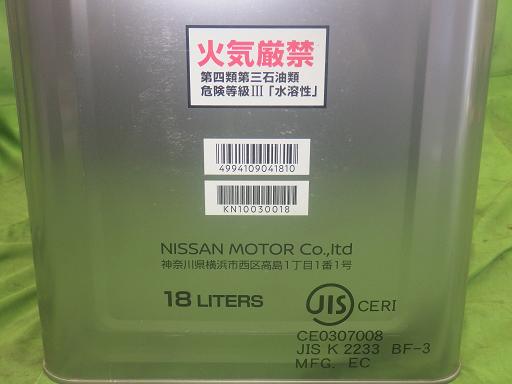 火気厳禁
第四類第三石油類
危険等級III「水溶性」
4994109041810
KN10030018
NISSAN MOTOR Co.,ltd
神奈川県横浜市西区高島1丁目1番1号
18 LITERS
JIS CERI
CE0307008
JIS K 2233 BF-3
MFG. EC